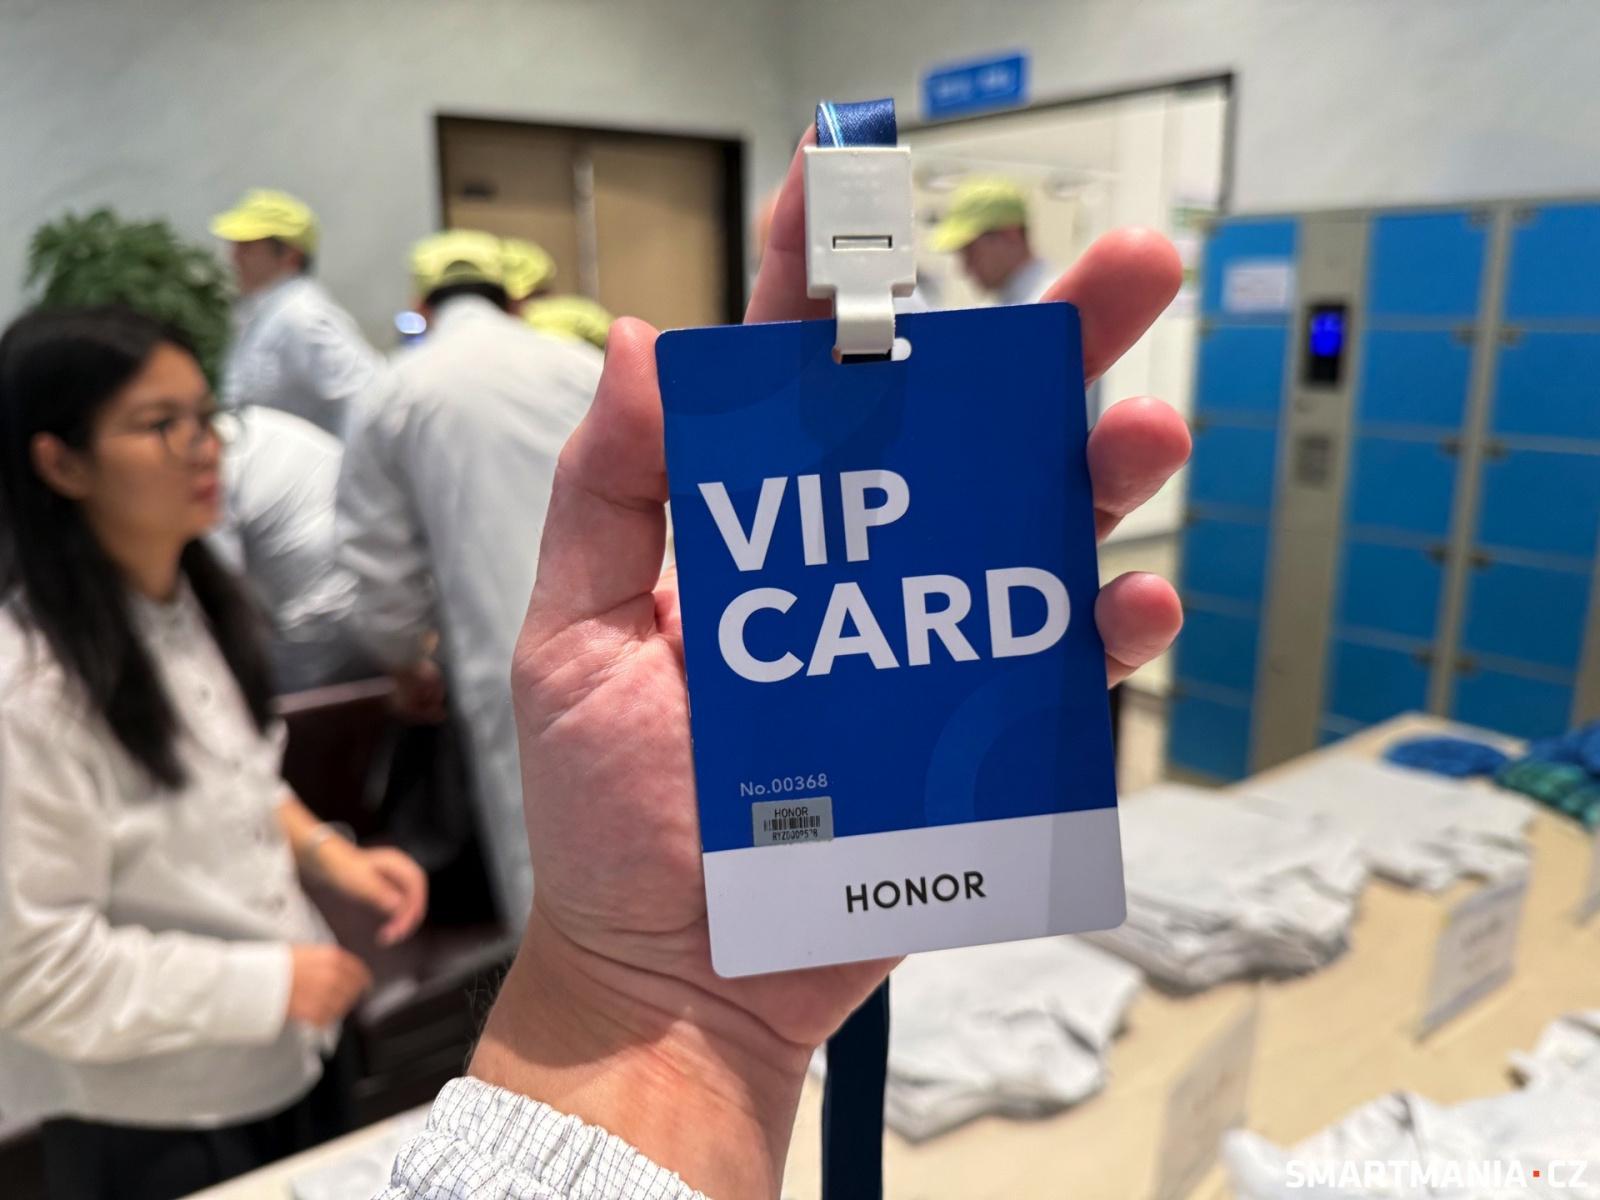 VIP
CARD
No.00368
HONOR
HONOR
SMARTMANIA.CZ